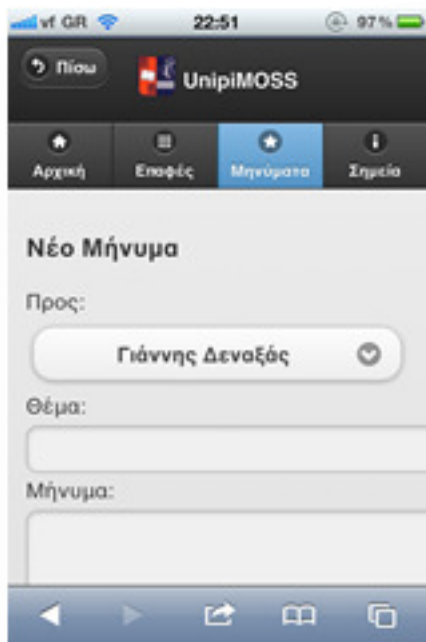 vf GR 22:51 97%
Πίσω UnipiMOSS
Αρχική Επαφές Μηνύματα Σημεία
Νέο Μήνυμα
Προς:
Γιάννης Δεναξάς
Θέμα:
Μήνυμα: